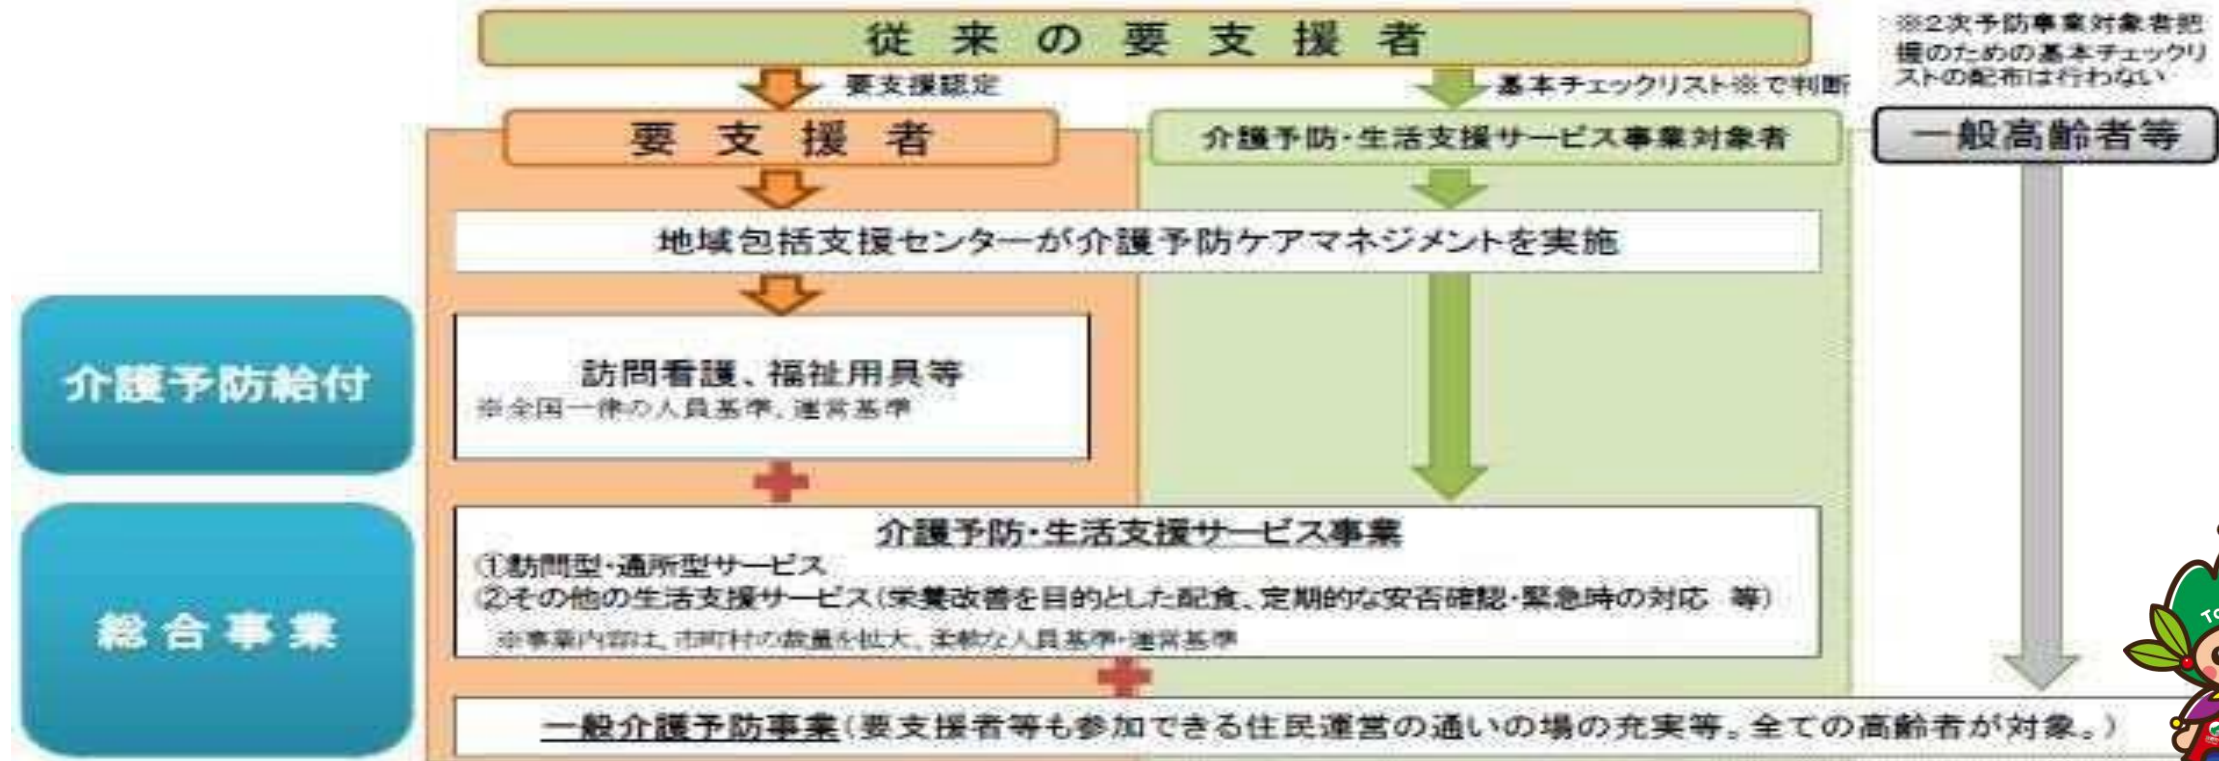 従来の要支援者
※2次予防事業対象者把
握のための基本チェックリ
ストの配布は行わない
要支援認定
基本チェックリスト※で判断
要支援者
介護予防・生活支援サービス事業対象者
一般高齢者等
地域包括支援センターが介護予防ケアマネジメントを実施
介護予防給付
訪問看護、福祉用具等
※全国一律の人員基準、運営基準
総合事業
介護予防・生活支援サービス事業
①訪問型・通所型サービス
②その他の生活支援サービス(栄養改善を目的とした配食、定期的な安否確認・緊急時の対応 等)
※事業内容は、市町村の裁量を拡大、柔軟な人員基準・運営基準
一般介護予防事業(要支援者等も参加できる住民運営の通いの場の充実等。全ての高齢者が対象。)